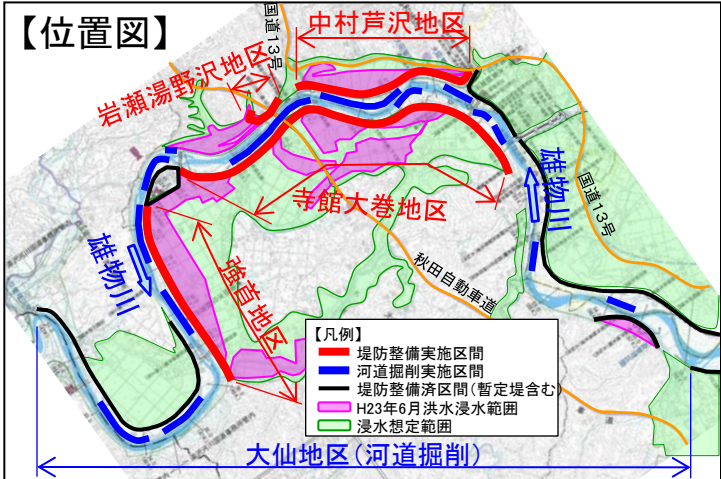 【位置図】
国道13号
中村芦沢地区
岩瀬湯野沢地区
寺館大巻地区
雄物川
国道13号
雄物川
強首地区
秋田自動車道
【凡例】
堤防整備実施区間
河道掘削実施区間
堤防整備済区間(暫定堤含む)
H23年6月洪水浸水範囲
浸水想定範囲
大仙地区(河道掘削)